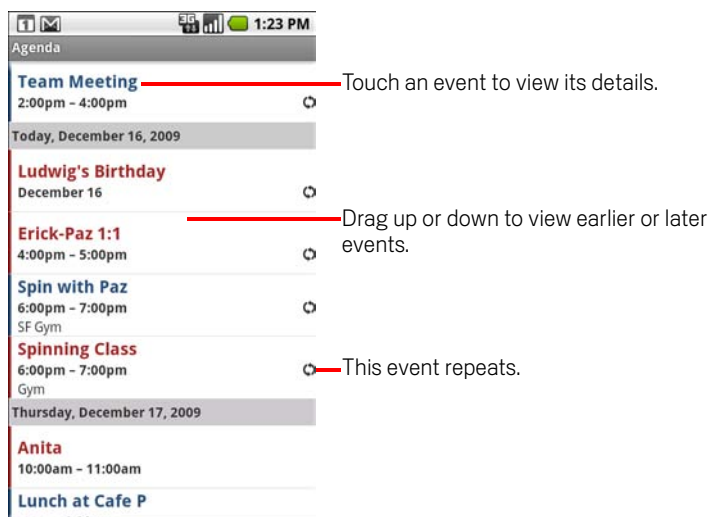 1 3G 1:23 PM
Agenda
Team Meeting
2:00pm – 4:00pm
Touch an event to view its details.
Today, December 16, 2009
Ludwig's Birthday
December 16
Drag up or down to view earlier or later
events.
Erick-Paz 1:1
4:00pm – 5:00pm
Spin with Paz
6:00pm – 7:00pm
SF Gym
Spinning Class
6:00pm – 7:00pm
Gym
This event repeats.
Thursday, December 17, 2009
Anita
10:00am – 11:00am
Lunch at Cafe P